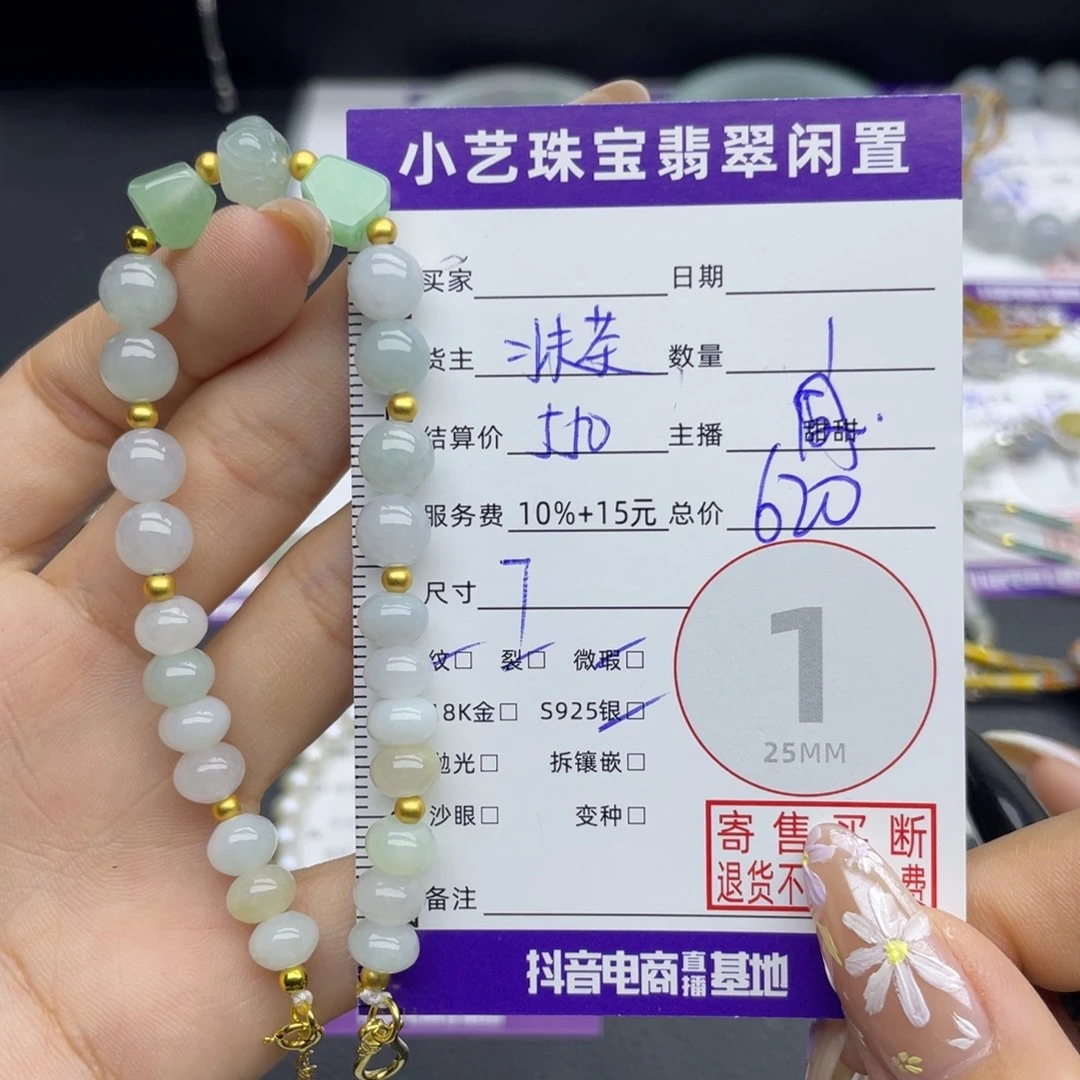 小艺珠宝翡翠闲置
买家 日期
货主 抹茶 数量 1
结算价 510 主播 甜甜
服务费 10%+15元 总价 620
尺寸 7
纹□ 裂□ 微瑕□
18K金□ S925银□
抛光□ 拆镶嵌□
沙眼□ 变种□
1
25MM
寄售 断
退货不 费
备注
抖音电商直播基地